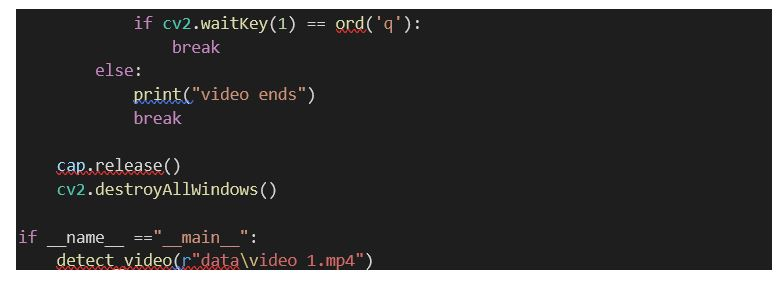 if cv2.waitKey(1) == ord('q'):
break
else:
print("video ends")
break
cap.release()
cv2.destroyAllWindows()
if __name__ =="__main__":
detect_video(r"data\video 1.mp4")